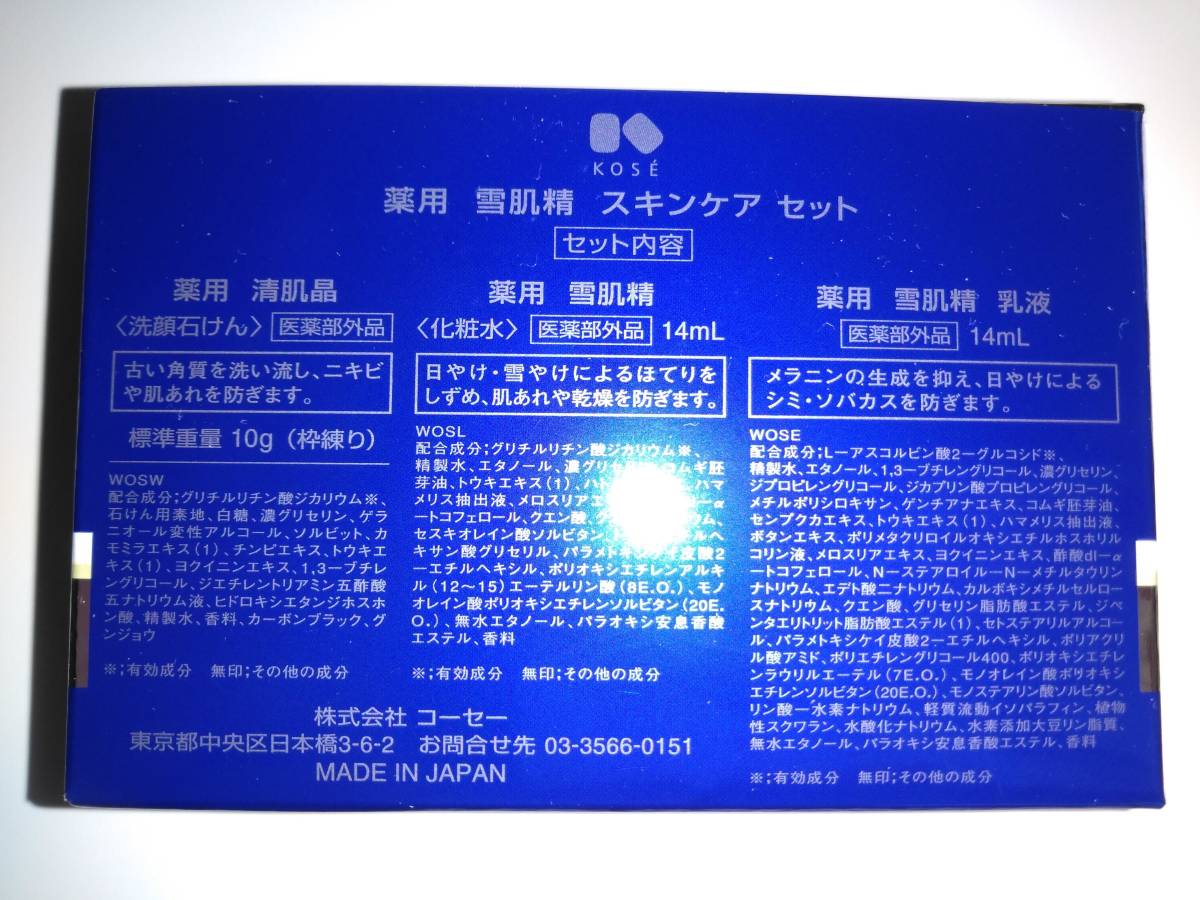 KOSÉ
薬用 雪肌精 スキンケア セット
セット内容
薬用 清肌晶
〈洗顔石けん〉 医薬部外品
古い角質を洗い流し、ニキビ
や肌あれを防ぎます。
標準重量 10g（枠練り）
WOSW
配合成分;グリチルリチン酸ジカリウム※、
石けん用素地、白糖、濃グリセリン、ゲラ
ニオール変性アルコール、ソルビット、カ
モミラエキス(1)、チンピエキス、トウキエ
キス(1)、ヨクイニンエキス、1,3ーブチレ
ングリコール、ジエチレントリアミン五酢酸
五ナトリウム液、ヒドロキシエタンジホスホ
ン酸、精製水、香料、カーボンブラック、グ
ンジョウ
※;有効成分 無印;その他の成分
薬用 雪肌精
〈化粧水〉 医薬部外品 14mL
日やけ・雪やけによるほてりを
しずめ、肌あれや乾燥を防ぎます。
WOSL
配合成分;グリチルリチン酸ジカリウム※、
精製水、エタノール、濃グリセリン、コムギ胚
芽油、トウキエキス(1)、ハト ハマ
メリス抽出液、メロスリアエ ーα
ートコフェロール、クエン酸、 ウム、
セスキオレイン酸ソルビタン、 ルヘ
キサン酸グリセリル、パラメトキシケイ皮酸2
ーエチルヘキシル、ポリオキシエチレンアルキ
ル(12〜15)エーテルリン酸(8E.O.)、モノ
オレイン酸ポリオキシエチレンソルビタン(20E.
O.)、無水エタノール、パラオキシ安息香酸
エステル、香料
※;有効成分 無印;その他の成分
薬用 雪肌精 乳液
医薬部外品 14mL
メラニンの生成を抑え、日やけによる
シミ・ソバカスを防ぎます。
WOSE
配合成分;Lーアスコルビン酸2ーグルコシド※、
精製水、エタノール、1,3ーブチレングリコール、濃グリセリン、
ジプロピレングリコール、ジカプリン酸プロピレングリコール、
メチルポリシロキサン、ゲンチアナエキス、コムギ胚芽油、
センプクカエキス、トウキエキス(1)、ハマメリス抽出液、
ボタンエキス、ポリメタクリロイルオキシエチルホスホリル
コリン液、メロスリアエキス、ヨクイニンエキス、酢酸dlーα
ートコフェロール、NーステアロイルーNーメチルタウリン
ナトリウム、エデト酸二ナトリウム、カルボキシメチルセルロー
スナトリウム、クエン酸、グリセリン脂肪酸エステル、ジペ
ンタエリトリット脂肪酸エステル(1)、セトステアリルアルコー
ル、パラメトキシケイ皮酸2ーエチルヘキシル、ポリアクリ
ル酸アミド、ポリエチレングリコール400、ポリオキシエチレ
ンラウリルエーテル(7E.O.)、モノオレイン酸ポリオキシ
エチレンソルビタン(20E.O.)、モノステアリン酸ソルビタン、
リン酸一水素ナトリウム、軽質流動イソパラフィン、植物
性スクワラン、水酸化ナトリウム、水素添加大豆リン脂質、
無水エタノール、パラオキシ安息香酸エステル、香料
※;有効成分 無印;その他の成分
株式会社 コーセー
東京都中央区日本橋3-6-2 お問合せ先 03-3566-0151
MADE IN JAPAN